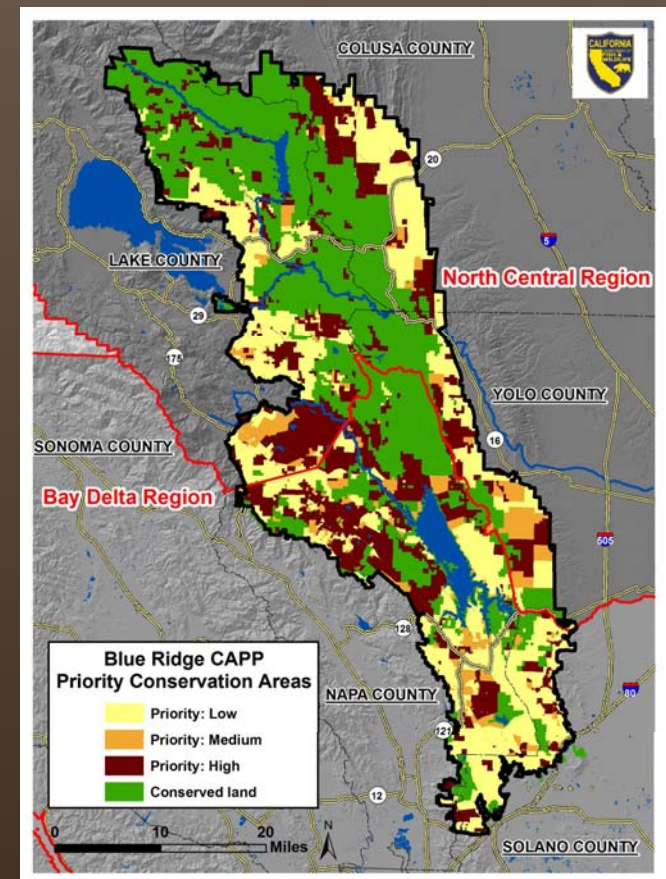 COLUSA COUNTY
CALIFORNIA
FISH &
WILDLIFE
20
5
LAKE COUNTY
North Central Region
29
175
YOLO COUNTY
16
SONOMA COUNTY
Bay Delta Region
505
128
Blue Ridge CAPP
Priority Conservation Areas
Priority: Low
Priority: Medium
Priority: High
Conserved land
NAPA COUNTY
80
121
12
0 10 20
Miles
N
SOLANO COUNTY